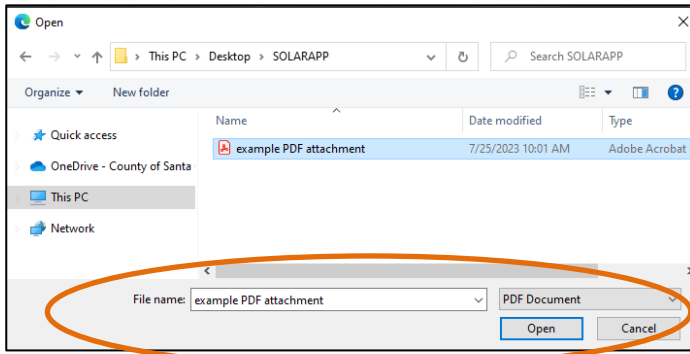 Open
This PC > Desktop > SOLARAPP
Search SOLARAPP
Organize New folder
Name Date modified Type
Quick access
example PDF attachment 7/25/2023 10:01 AM Adobe Acrobat
OneDrive - County of Santa
This PC
Network
File name: example PDF attachment PDF Document
Open Cancel